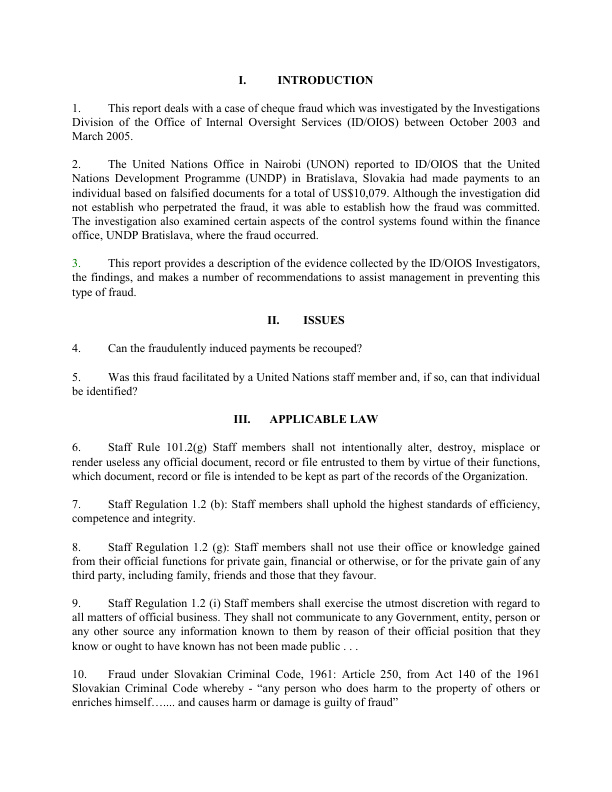 I. INTRODUCTION
1. This report deals with a case of cheque fraud which was investigated by the Investigations
Division of the Office of Internal Oversight Services (ID/OIOS) between October 2003 and
March 2005.
2. The United Nations Office in Nairobi (UNON) reported to ID/OIOS that the United
Nations Development Programme (UNDP) in Bratislava, Slovakia had made payments to an
individual based on falsified documents for a total of US$10,079. Although the investigation did
not establish who perpetrated the fraud, it was able to establish how the fraud was committed.
The investigation also examined certain aspects of the control systems found within the finance
office, UNDP Bratislava, where the fraud occurred.
3. This report provides a description of the evidence collected by the ID/OIOS Investigators,
the findings, and makes a number of recommendations to assist management in preventing this
type of fraud.
II. ISSUES
4. Can the fraudulently induced payments be recouped?
5. Was this fraud facilitated by a United Nations staff member and, if so, can that individual
be identified?
III. APPLICABLE LAW
6. Staff Rule 101.2(g) Staff members shall not intentionally alter, destroy, misplace or
render useless any official document, record or file entrusted to them by virtue of their functions,
which document, record or file is intended to be kept as part of the records of the Organization.
7. Staff Regulation 1.2 (b): Staff members shall uphold the highest standards of efficiency,
competence and integrity.
8. Staff Regulation 1.2 (g): Staff members shall not use their office or knowledge gained
from their official functions for private gain, financial or otherwise, or for the private gain of any
third party, including family, friends and those that they favour.
9. Staff Regulation 1.2 (i) Staff members shall exercise the utmost discretion with regard to
all matters of official business. They shall not communicate to any Government, entity, person or
any other source any information known to them by reason of their official position that they
know or ought to have known has not been made public . . .
10. Fraud under Slovakian Criminal Code, 1961: Article 250, from Act 140 of the 1961
Slovakian Criminal Code whereby - “any person who does harm to the property of others or
enriches himself….... and causes harm or damage is guilty of fraud”